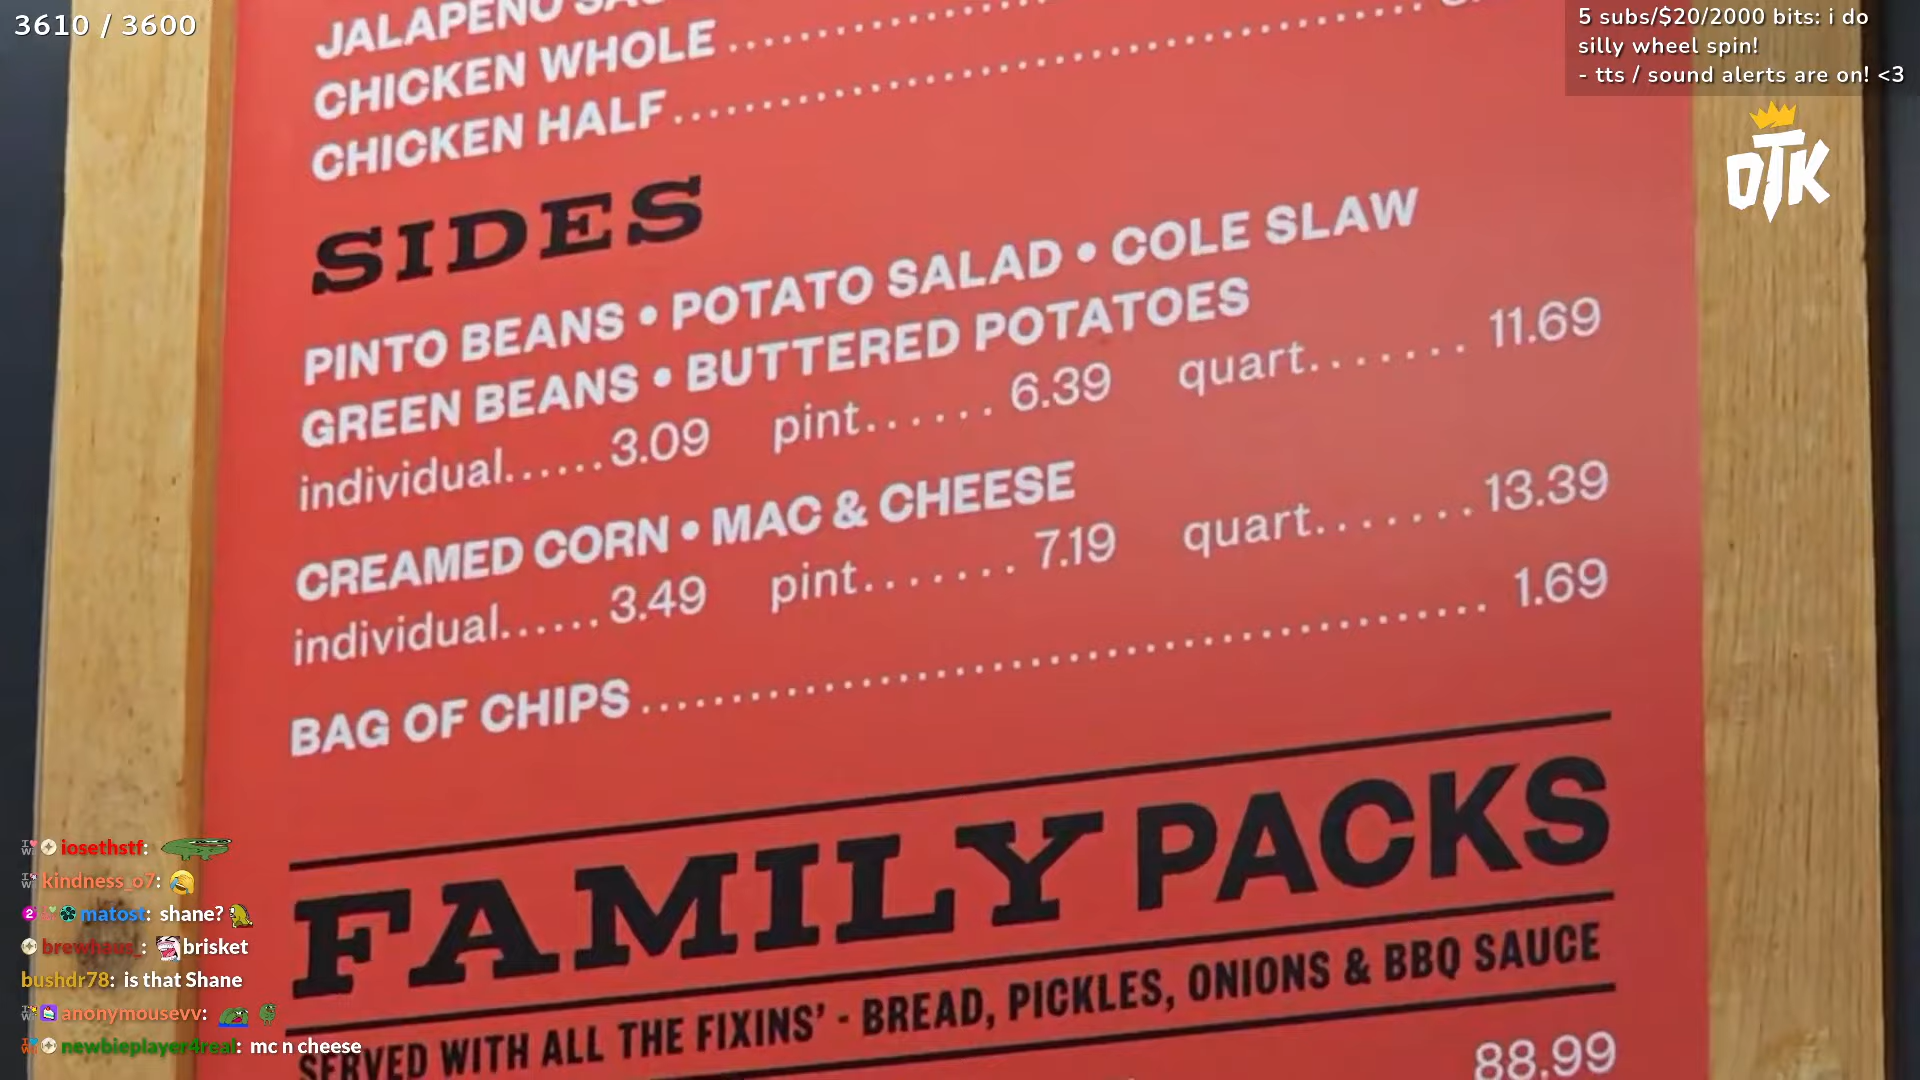 3610 / 3600
5 subs/$20/2000 bits: i do
silly wheel spin!
- tts / sound alerts are on! <3
OTK
JALAPENO
CHICKEN WHOLE
CHICKEN HALF
SIDES
PINTO BEANS • POTATO SALAD • COLE SLAW
GREEN BEANS • BUTTERED POTATOES
individual......3.09 pint......6.39 quart.......11.69
CREAMED CORN • MAC & CHEESE
individual......3.49 pint.......7.19 quart.......13.39
BAG OF CHIPS 1.69
FAMILY PACKS
SERVED WITH ALL THE FIXINS' - BREAD, PICKLES, ONIONS & BBQ SAUCE
88.99
iosethstf:
kindness_o7:
matost: shane?
brewhaus_: brisket
bushdr78: is that Shane
anonymousevv:
newbieplayer4real: mc n cheese